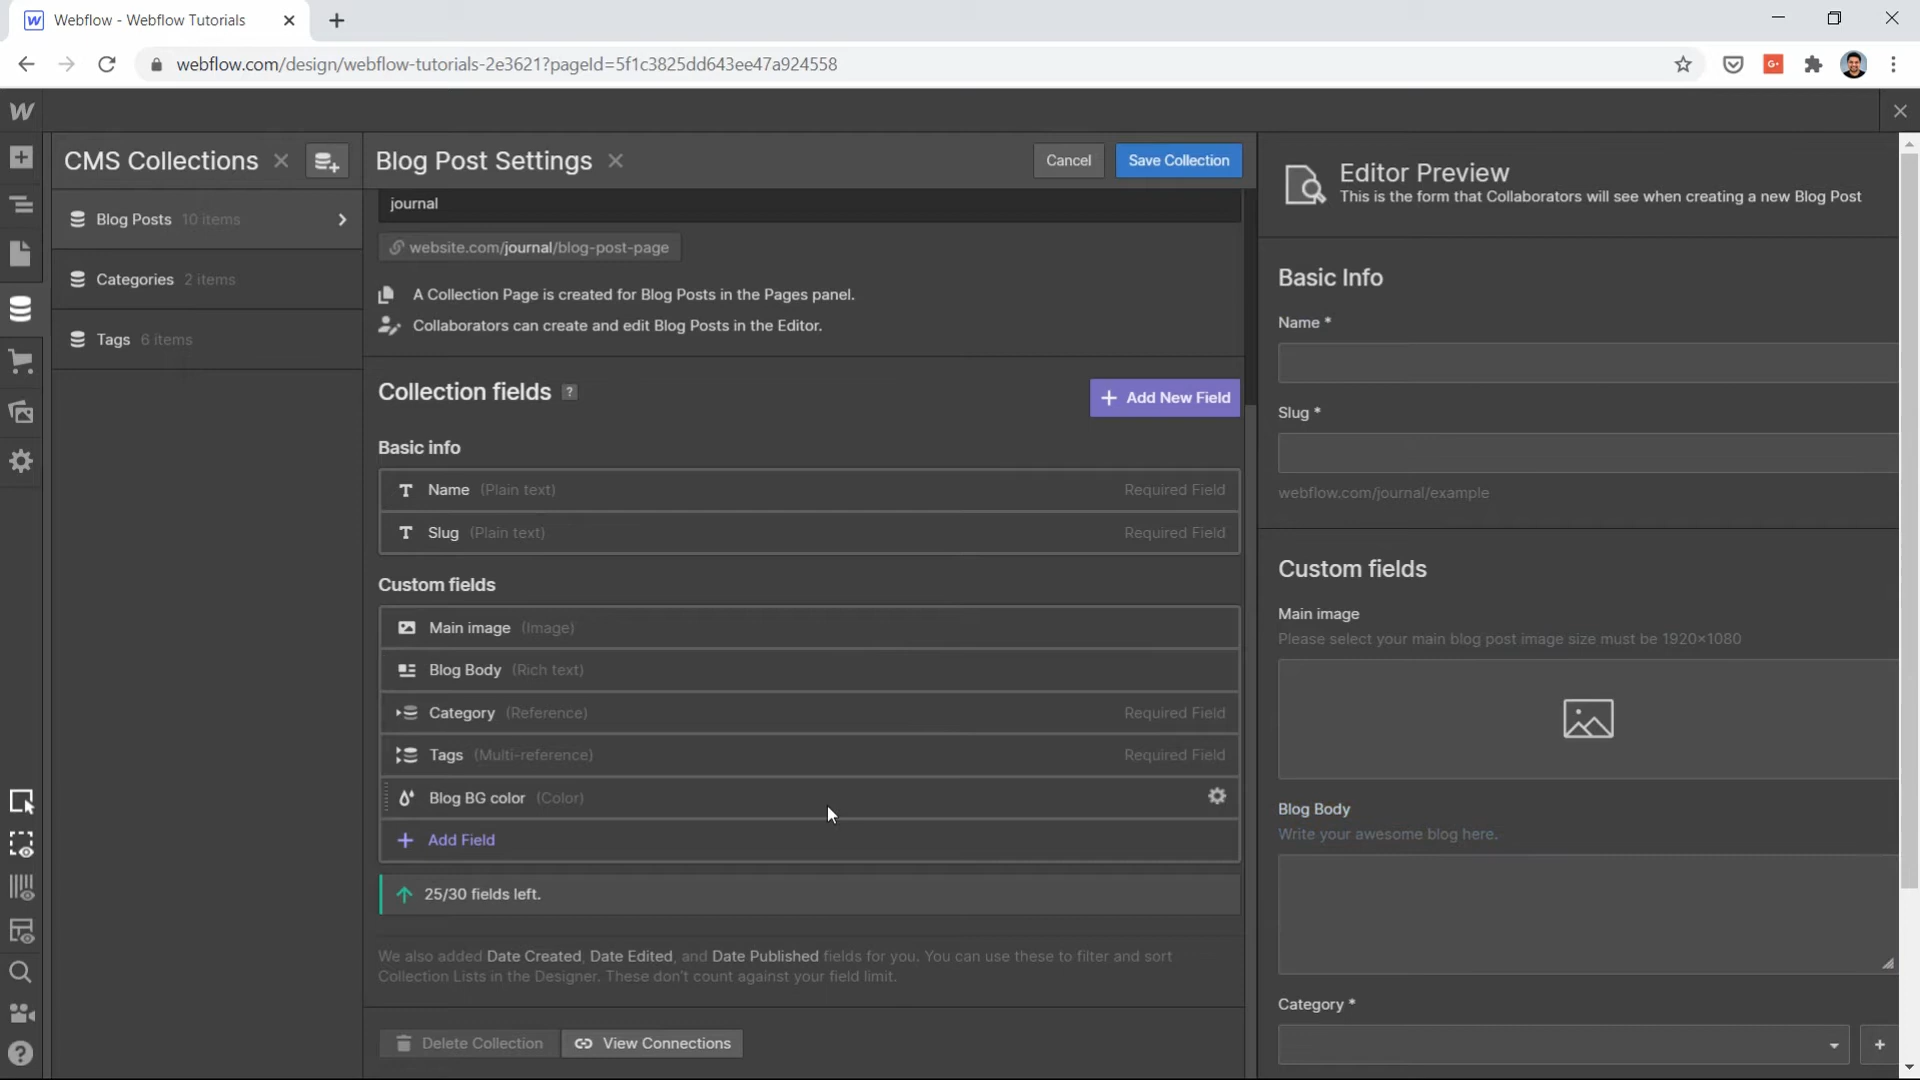 Webflow - Webflow Tutorials
webflow.com/design/webflow-tutorials-2e3621?pageId=5f1c3825dd643ee47a924558
CMS Collections
Blog Posts 10 items
Categories 2 items
Tags 6 items
Blog Post Settings
Cancel
Save Collection
journal
website.com/journal/blog-post-page
A Collection Page is created for Blog Posts in the Pages panel.
Collaborators can create and edit Blog Posts in the Editor.
Collection fields ?
+ Add New Field
Basic info
T Name (Plain text) Required Field
T Slug (Plain text) Required Field
Custom fields
Main image (Image)
Blog Body (Rich text)
Category (Reference) Required Field
Tags (Multi-reference) Required Field
Blog BG color (Color)
+ Add Field
25/30 fields left.
We also added Date Created, Date Edited, and Date Published fields for you. You can use these to filter and sort
Collection Lists in the Designer. These don't count against your field limit.
Delete Collection
View Connections
Editor Preview
This is the form that Collaborators will see when creating a new Blog Post
Basic Info
Name *
Slug *
webflow.com/journal/example
Custom fields
Main image
Please select your main blog post image size must be 1920×1080
Blog Body
Write your awesome blog here.
Category *
+